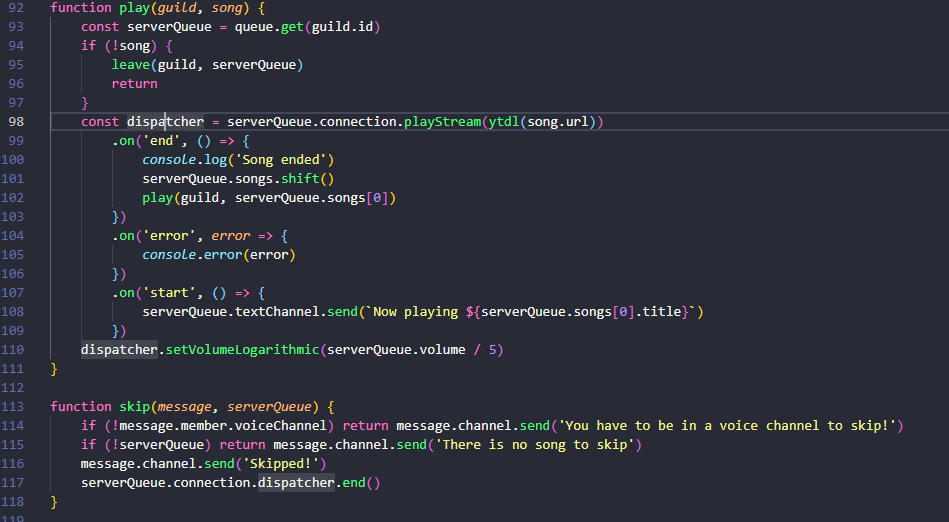 92 function play(guild, song) {
93     const serverQueue = queue.get(guild.id)
94     if (!song) {
95         leave(guild, serverQueue)
96         return
97     }
98     const dispatcher = serverQueue.connection.playStream(ytdl(song.url))
99         .on('end', () => {
100             console.log('Song ended')
101             serverQueue.songs.shift()
102             play(guild, serverQueue.songs[0])
103         })
104         .on('error', error => {
105             console.error(error)
106         })
107         .on('start', () => {
108             serverQueue.textChannel.send(`Now playing ${serverQueue.songs[0].title}`)
109         })
110     dispatcher.setVolumeLogarithmic(serverQueue.volume / 5)
111 }
112
113 function skip(message, serverQueue) {
114     if (!message.member.voiceChannel) return message.channel.send('You have to be in a voice channel to skip!')
115     if (!serverQueue) return message.channel.send('There is no song to skip')
116     message.channel.send('Skipped!')
117     serverQueue.connection.dispatcher.end()
118 }
119